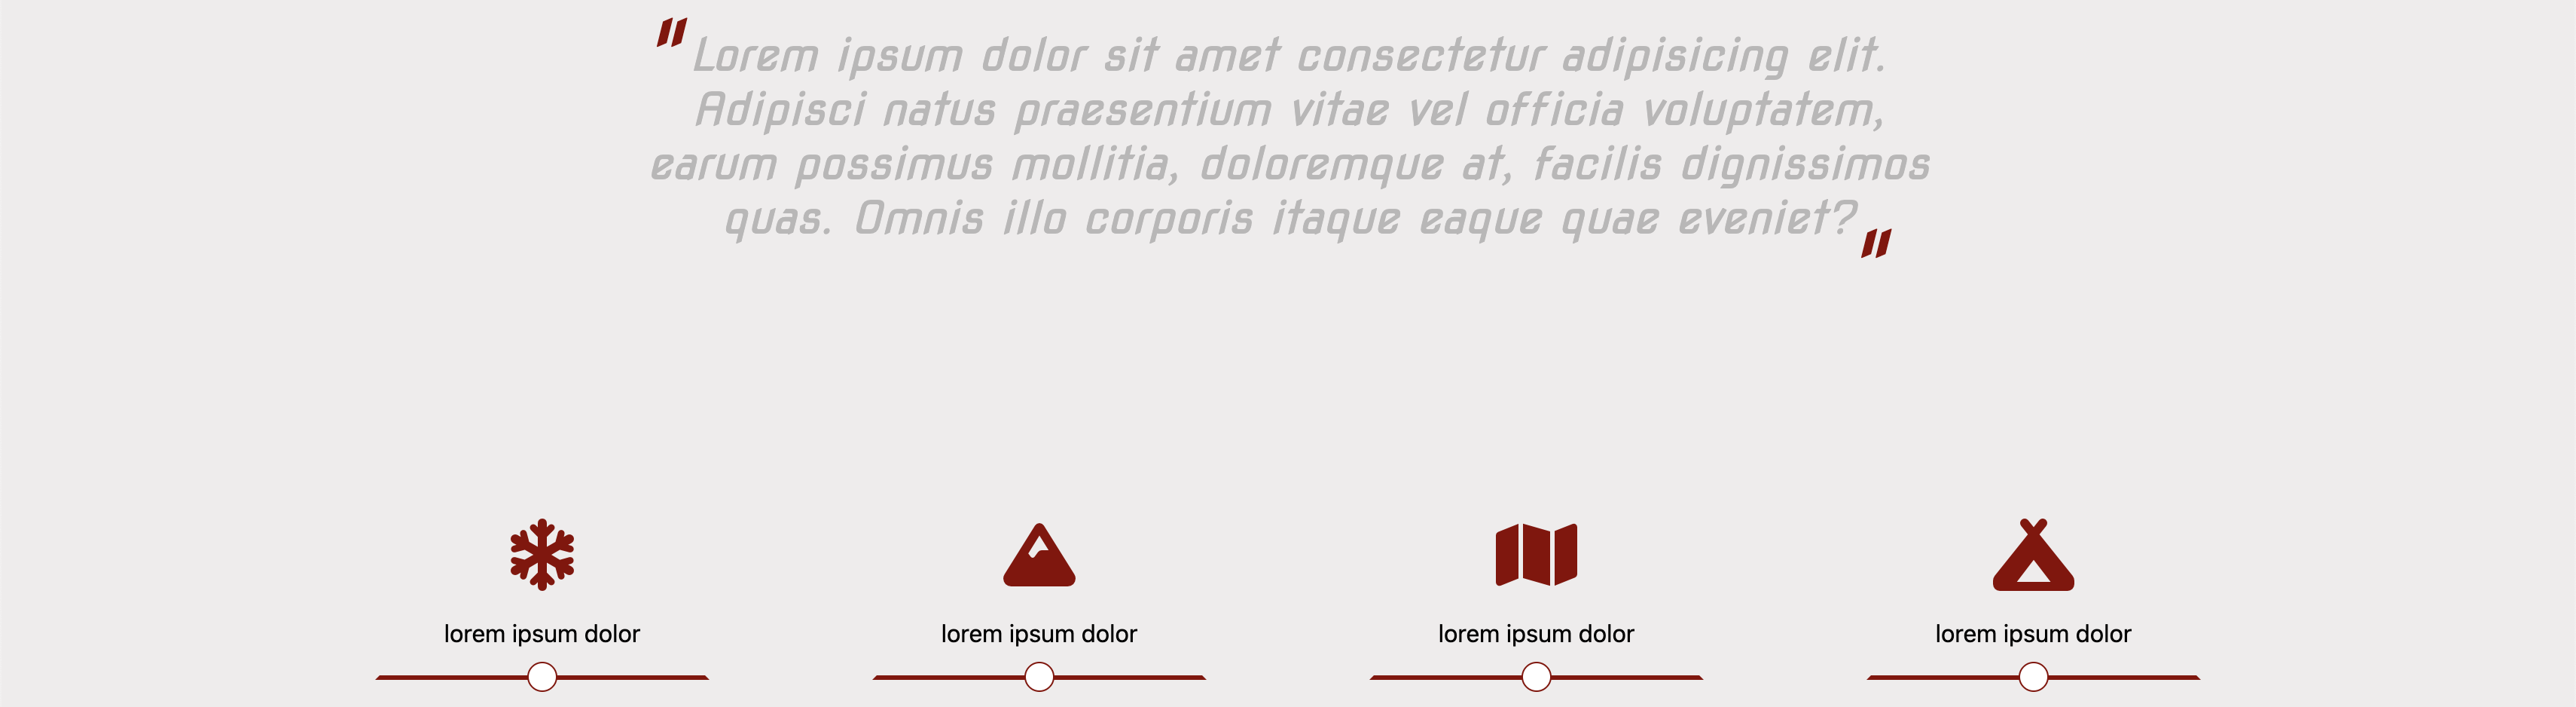 "Lorem ipsum dolor sit amet consectetur adipisicing elit.
Adipisci natus praesentium vitae vel officia voluptatem,
earum possimus mollitia, doloremque at, facilis dignissimos
quas. Omnis illo corporis itaque eaque quae eveniet?"
lorem ipsum dolor
lorem ipsum dolor
lorem ipsum dolor
lorem ipsum dolor